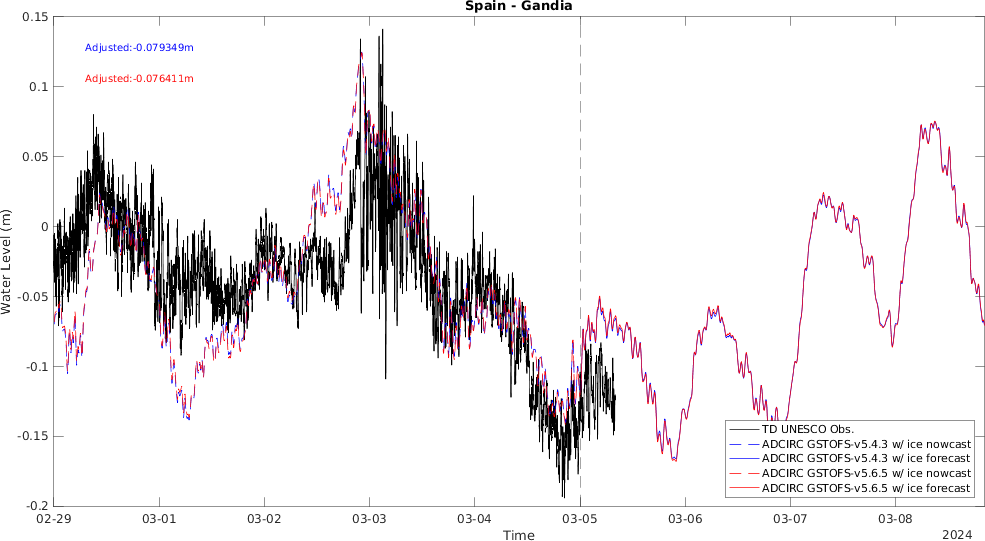 Spain - Gandia
0.15
0.1
0.05
0
-0.05
-0.1
-0.15
-0.2
Water Level (m)
Adjusted:-0.079349m
Adjusted:-0.076411m
TD UNESCO Obs.
ADCIRC GSTOFS-v5.4.3 w/ ice nowcast
ADCIRC GSTOFS-v5.4.3 w/ ice forecast
ADCIRC GSTOFS-v5.6.5 w/ ice nowcast
ADCIRC GSTOFS-v5.6.5 w/ ice forecast
02-29 03-01 03-02 03-03 03-04 03-05 03-06 03-07 03-08
Time
2024